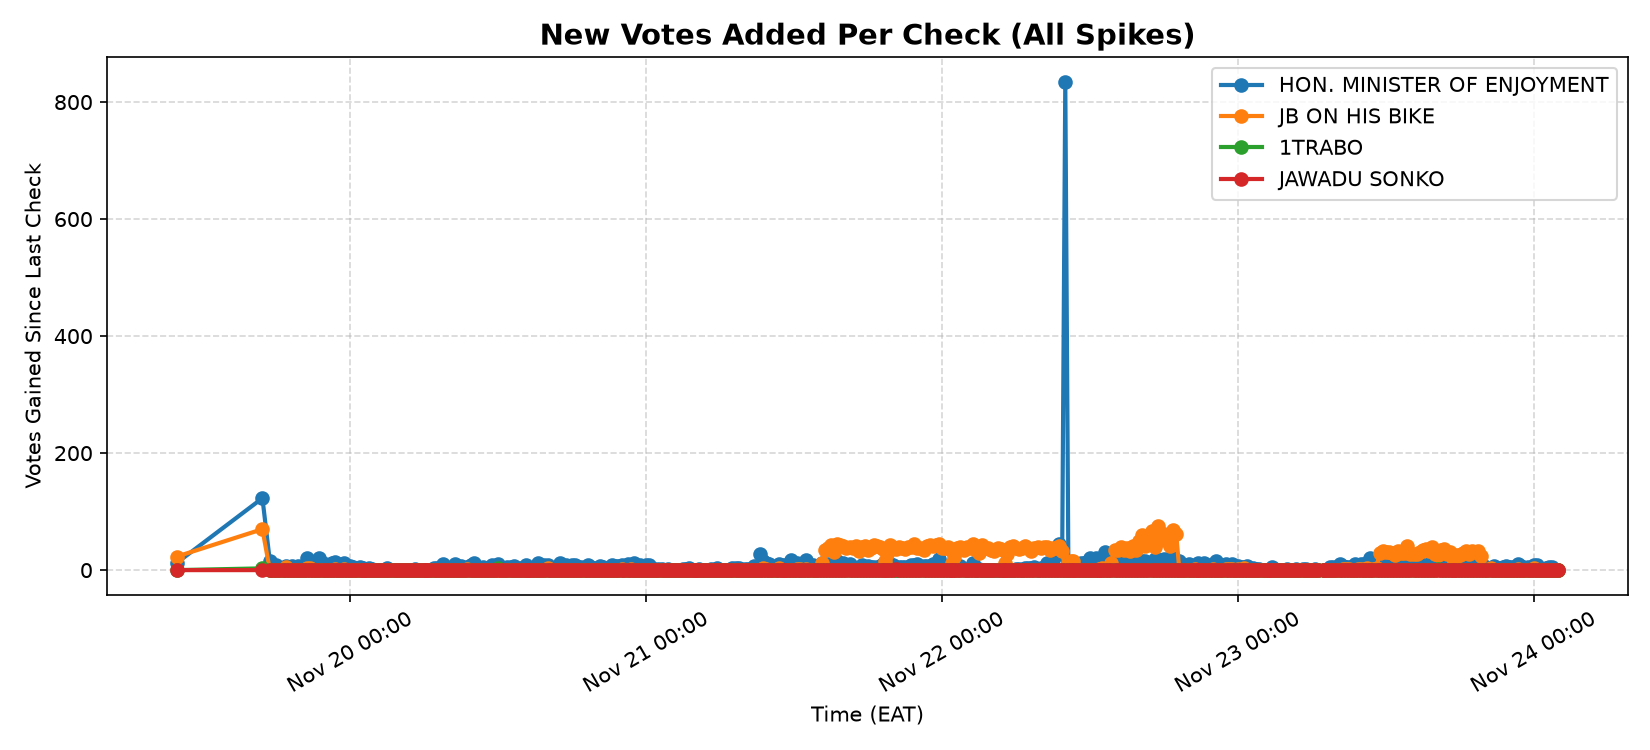 New Votes Added Per Check (All Spikes)
HON. MINISTER OF ENJOYMENT
JB ON HIS BIKE
1TRABO
JAWADU SONKO
Votes Gained Since Last Check
800
600
400
200
0
Nov 20 00:00
Nov 21 00:00
Nov 22 00:00
Nov 23 00:00
Nov 24 00:00
Time (EAT)